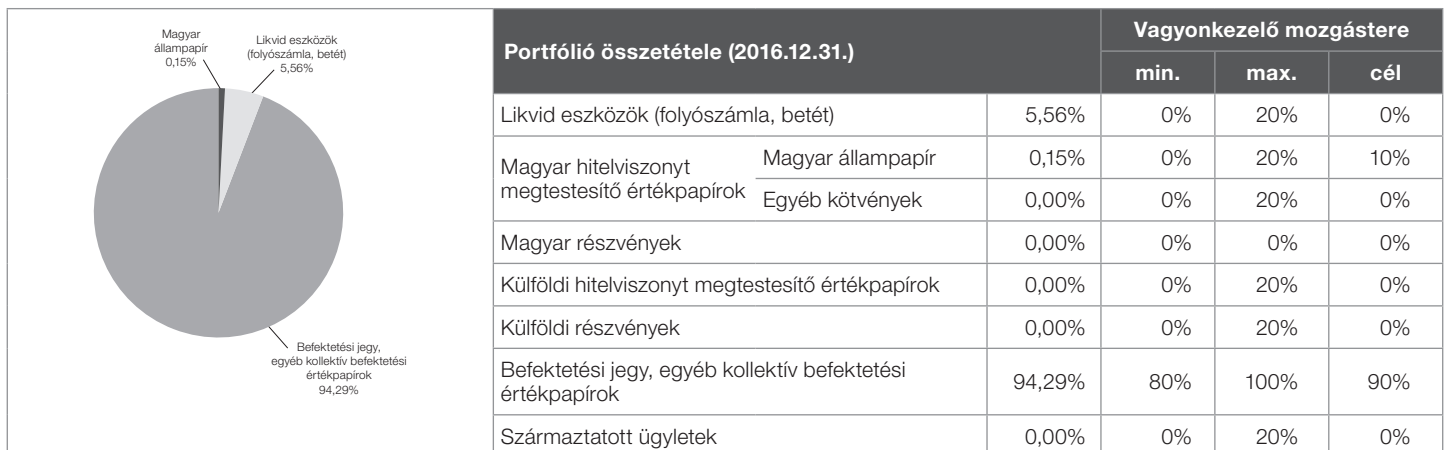 Magyar
állampapír
0,15%
Likvid eszközök
(folyószámla, betét)
5,56%
Befektetési jegy,
egyéb kollektív befektetési
értékpapírok
94,29%
Portfólió összetétele (2016.12.31.)
Vagyonkezelő mozgástere
min. max. cél
Likvid eszközök (folyószámla, betét) 5,56% 0% 20% 0%
Magyar hitelviszonyt
megtestesítő értékpapírok
Magyar állampapír 0,15% 0% 20% 10%
Egyéb kötvények 0,00% 0% 20% 0%
Magyar részvények 0,00% 0% 0% 0%
Külföldi hitelviszonyt megtestesítő értékpapírok 0,00% 0% 20% 0%
Külföldi részvények 0,00% 0% 20% 0%
Befektetési jegy, egyéb kollektív befektetési
értékpapírok 94,29% 80% 100% 90%
Származtatott ügyletek 0,00% 0% 20% 0%